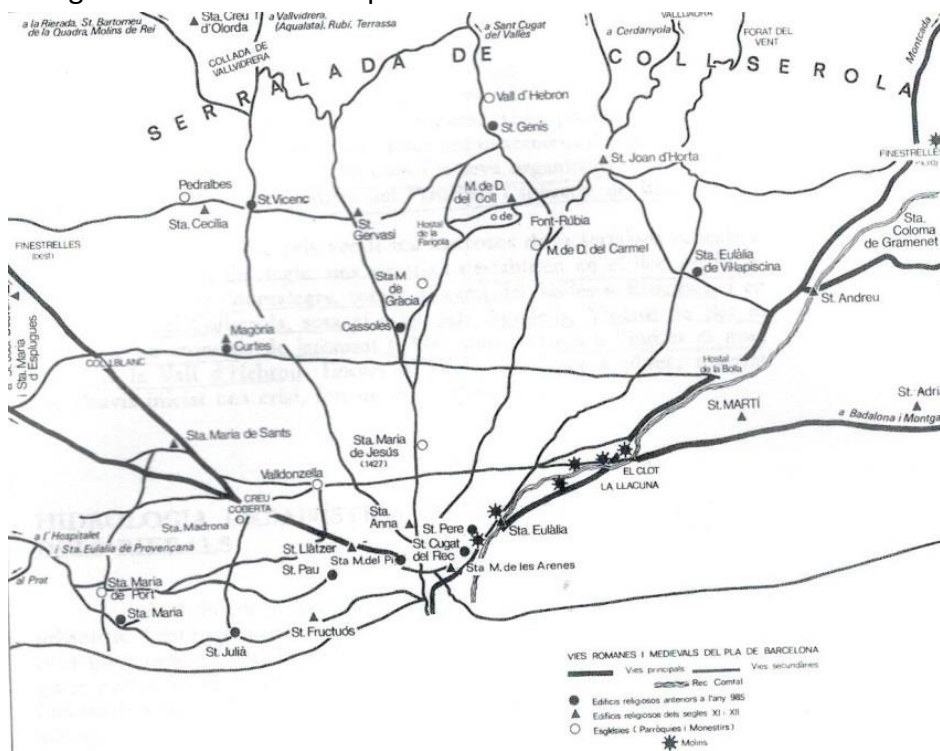 a la Rierada, St. Bartomeu
de la Quadra, Molins de Rei
Sta. Creu
d'Olorda
a Vallvidrera,
(Aqualata), Rubí, Terrassa
COLLADA DE
VALLVIDRERA
a Sant Cugat
del Vallès
a Cerdanyola
VALLDAURA
FORAT DEL
VENT
Montcada
SERRALADA DE COLLSEROLA
Vall d'Hebron
St. Genís
St. Joan d'Horta
FINESTRELLES
Pedralbes
Sta. Cecília
St. Vicenç
St.
Gervasi
M. de D.
del Coll
o de
Font-Rúbia
Hostal
de la
Farigola
M. de D. del Carmel
Sta.
Coloma
de Gramenet
FINESTRELLES
(oest)
Sta. Eulàlia
de Vilapiscina
Sta M.
de
Gràcia
St. Andreu
i Sta. Maria
d'Esplugues
Magòria
Curtes
Cassoles
COLLBLANC
Hostal
de la Bolla
St. MARTÍ
St. Adrià
a Badalona i Montga
Sta. Maria de Sants
Sta. Maria
de Jesús
(1427)
EL CLOT
LA LLACUNA
Valldonzella
CREU
COBERTA
Sta. Madrona
Sta.
Anna
St. Pere
Sta. Eulàlia
St. Cugat
del Rec
a l'Hospitalet
i Sta. Eulalia de Provençana
St. Llàtzer
Sta M. del Pi
Sta M. de les Arenes
al Prat
Sta. Maria
de Port
St. Pau
Sta. Maria
St. Julià
St. Fructuós
VIES ROMANES I MEDIEVALS DEL PLA DE BARCELONA
Vies principals
Vies secundàries
Rec Comtal
Edificis religiosos anteriors a l'any 985
Edificis religiosos dels segles XI i XII
Esglésies (Parròquies i Monestirs)
Moins